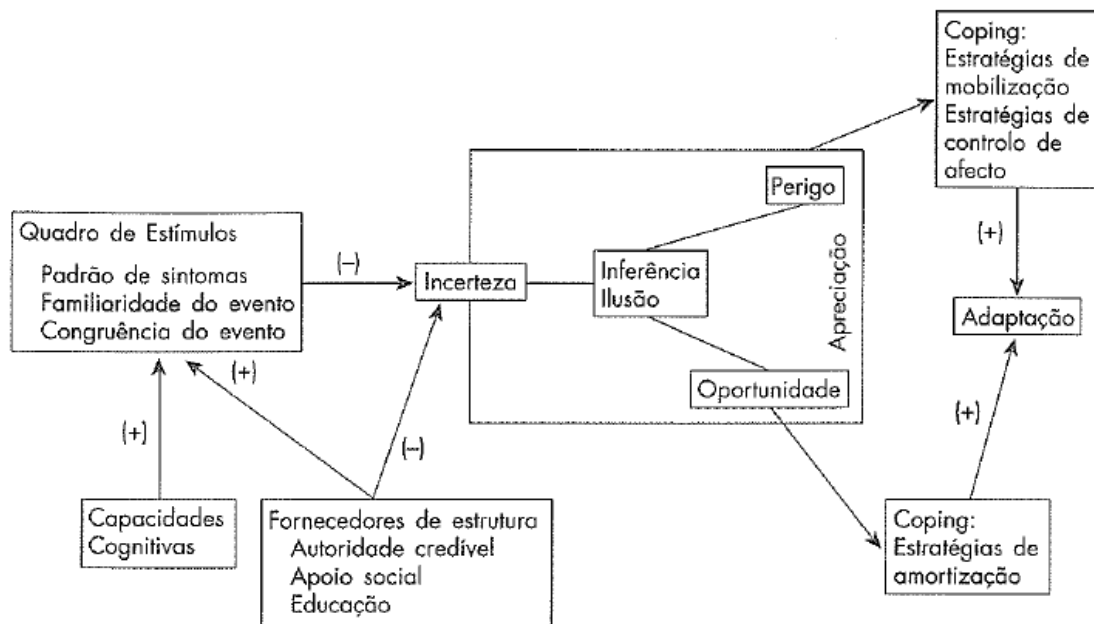 Coping:
Estratégias de
mobilização
Estratégias de
controlo de
afecto
Perigo
(+)
Quadro de Estímulos
Padrão de sintomas
Familiaridade do evento
Congruência do evento
(–)
Incerteza
Inferência
Ilusão
Apreciação
Adaptação
(+)
Oportunidade
(+)
(+)
(–)
Capacidades
Cognitivas
Fornecedores de estrutura
Autoridade credível
Apoio social
Educação
Coping:
Estratégias de
amortização